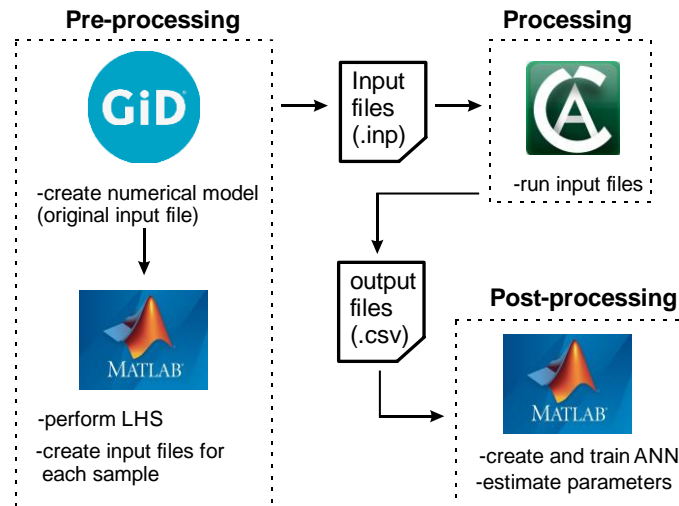 Pre-processing
GiD
-create numerical model
(original input file)
MATLAB
-perform LHS
-create input files for
each sample
Input
files
(.inp)
Processing
CA
-run input files
output
files
(.csv)
Post-processing
MATLAB
-create and train ANN
-estimate parameters